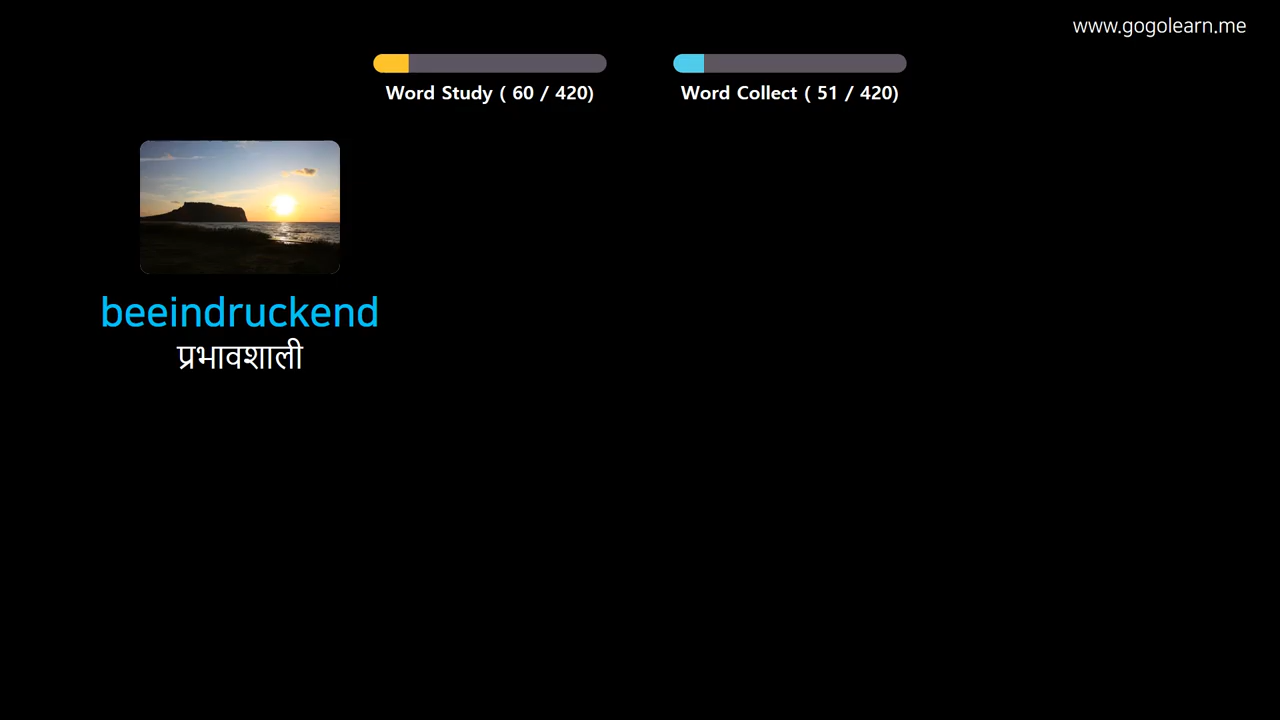 www.gogolearn.me
Word Study ( 60 / 420)
Word Collect ( 51 / 420)
beeindruckend
प्रभावशाली